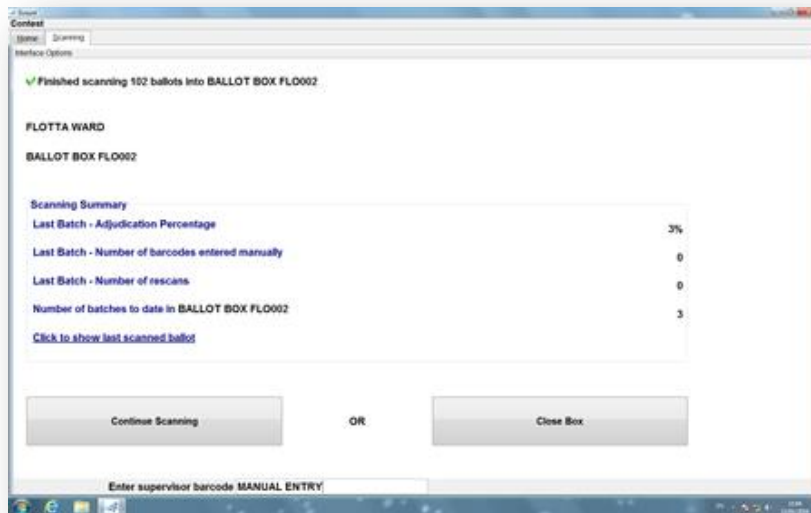 Contest
Home Scanning
Interface Options
Finished scanning 102 ballots into BALLOT BOX FLO002
FLOTTA WARD
BALLOT BOX FLO002
Scanning Summary
Last Batch - Adjudication Percentage 3%
Last Batch - Number of barcodes entered manually 0
Last Batch - Number of rescans 0
Number of batches to date in BALLOT BOX FLO002 3
Click to show last scanned ballot
Continue Scanning OR Close Box
Enter supervisor barcode MANUAL ENTRY